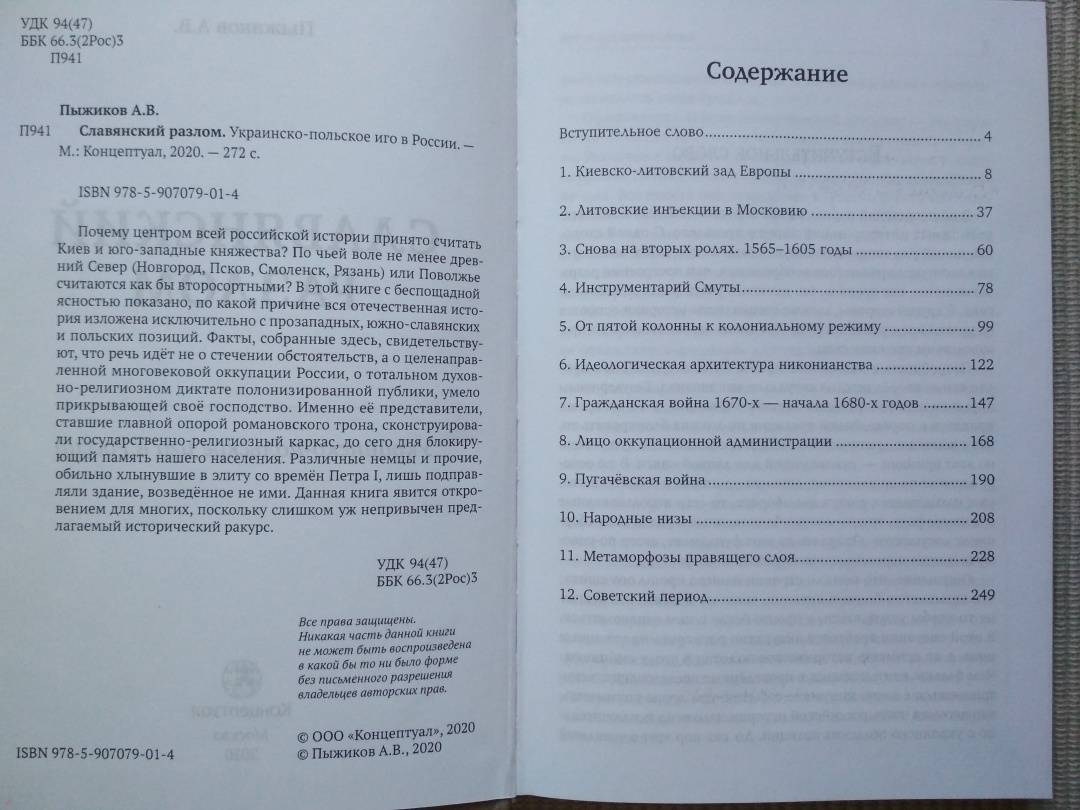 УДК 94(47)
ББК 66.3(2Рос)3
П941
Пыжиков А.В.
П941 Славянский разлом. Украинско-польское иго в России. —
М.: Концептуал, 2020. — 272 с.
ISBN 978-5-907079-01-4
Почему центром всей российской истории принято считать
Киев и юго-западные княжества? По чьей воле не менее древ-
ний Север (Новгород, Псков, Смоленск, Рязань) или Поволжье
считаются как бы второсортными? В этой книге с беспощадной
ясностью показано, по какой причине вся отечественная исто-
рия изложена исключительно с прозападных, южно-славянских
и польских позиций. Факты, собранные здесь, свидетельству-
ют, что речь идёт не о стечении обстоятельств, а о целенаправ-
ленной многовековой оккупации России, о тотальном духов-
но-религиозном диктате полонизированной публики, умело
прикрывающей своё господство. Именно её представители,
ставшие главной опорой романовского трона, сконструирова-
ли государственно-религиозный каркас, до сего дня блокиру-
ющий память нашего населения. Различные немцы и прочие,
обильно хлынувшие в элиту со времён Петра I, лишь подправ-
ляли здание, возведённое не ими. Данная книга явится откро-
вением для многих, поскольку слишком уж непривычен пред-
лагаемый исторический ракурс.
УДК 94(47)
ББК 66.3(2Рос)3
Все права защищены.
Никакая часть данной книги
не может быть воспроизведена
в какой бы то ни было форме
без письменного разрешения
владельцев авторских прав.
ISBN 978-5-907079-01-4
© ООО «Концептуал», 2020
© Пыжиков А.В., 2020
Содержание
Вступительное слово 4
1. Киевско-литовский зад Европы 8
2. Литовские инъекции в Московию 37
3. Снова на вторых ролях. 1565–1605 годы 60
4. Инструментарий Смуты 78
5. От пятой колонны к колониальному режиму 99
6. Идеологическая архитектура никонианства 122
7. Гражданская война 1670-х — начала 1680-х годов 147
8. Лицо оккупационной администрации 168
9. Пугачёвская война 190
10. Народные низы 208
11. Метаморфозы правящего слоя 228
12. Советский период 249